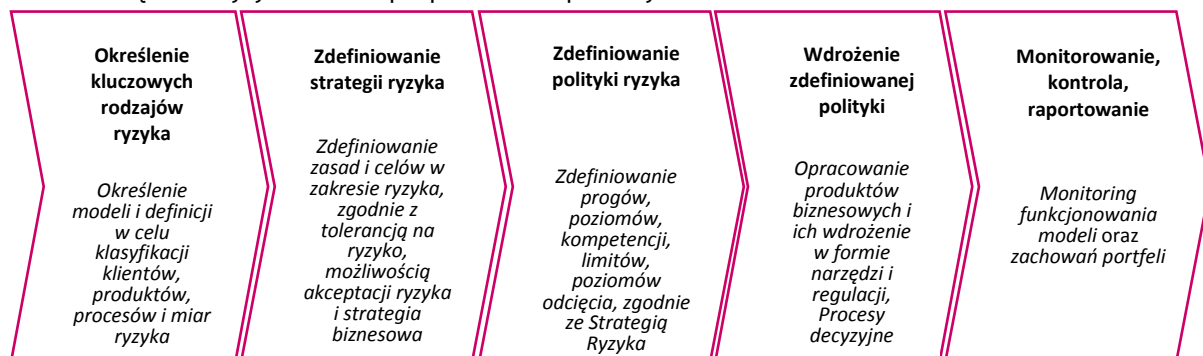 Określenie
kluczowych
rodzajów
ryzyka
Określenie
modeli i definicji
w celu
klasyfikacji
klientów,
produktów,
procesów i miar
ryzyka
Zdefiniowanie
strategii ryzyka
Zdefiniowanie
zasad i celów w
zakresie ryzyka,
zgodnie z
tolerancją na
ryzyko,
możliwością
akceptacji ryzyka
i strategia
biznesowa
Zdefiniowanie
polityki ryzyka
Zdefiniowanie
progów,
poziomów,
kompetencji,
limitów,
poziomów
odcięcia, zgodnie
ze Strategią
Ryzyka
Wdrożenie
zdefiniowanej
polityki
Opracowanie
produktów
biznesowych i
ich wdrożenie
w formie
narzędzi i
regulacji,
Procesy
decyzyjne
Monitorowanie,
kontrola,
raportowanie
Monitoring
funkcjonowania
modeli oraz
zachowań portfeli